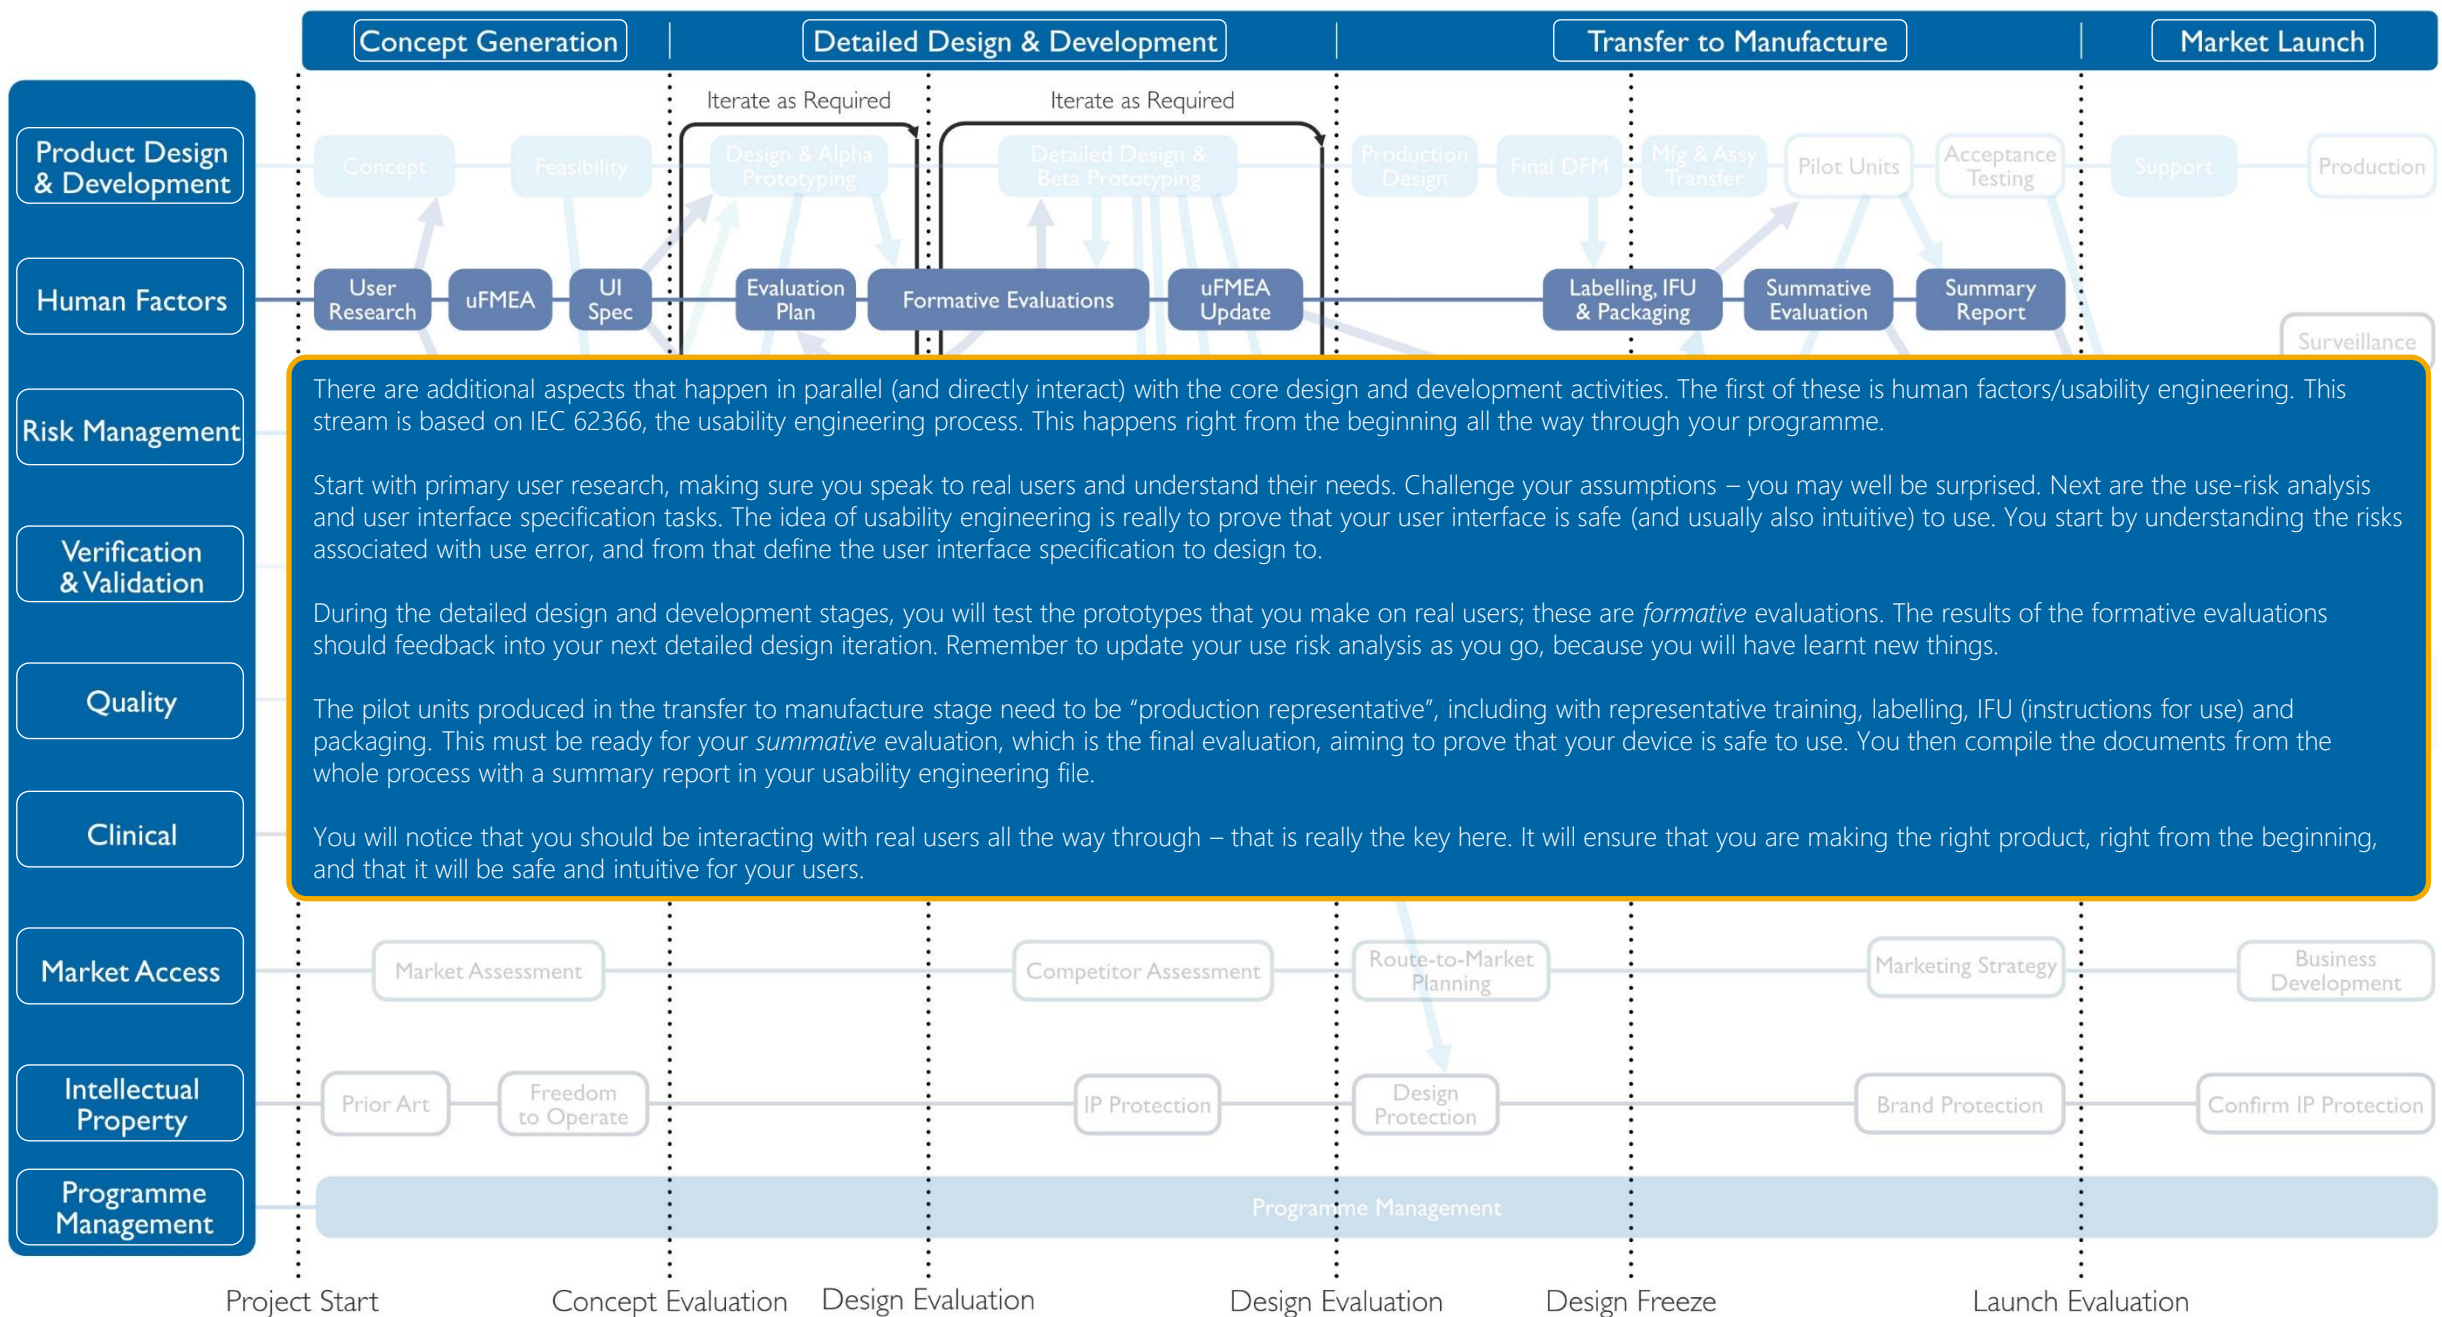 Concept Generation
Detailed Design & Development
Transfer to Manufacture
Market Launch
Iterate as Required
Iterate as Required
Product Design
& Development
Concept
Feasibility
Design & Alpha
Prototyping
Detailed Design &
Beta Prototyping
Production
Design
Final DFM
Mfg & Assy
Transfer
Pilot Units
Acceptance
Testing
Support
Production
Human Factors
User
Research
uFMEA
UI
Spec
Evaluation
Plan
Formative Evaluations
uFMEA
Update
Labelling, IFU
& Packaging
Summative
Evaluation
Summary
Report
Surveillance
Risk Management
Verification
& Validation
Quality
Clinical
There are additional aspects that happen in parallel (and directly interact) with the core design and development activities. The first of these is human factors/usability engineering. This
stream is based on IEC 62366, the usability engineering process. This happens right from the beginning all the way through your programme.
Start with primary user research, making sure you speak to real users and understand their needs. Challenge your assumptions – you may well be surprised. Next are the use-risk analysis
and user interface specification tasks. The idea of usability engineering is really to prove that your user interface is safe (and usually also intuitive) to use. You start by understanding the risks
associated with use error, and from that define the user interface specification to design to.
During the detailed design and development stages, you will test the prototypes that you make on real users; these are formative evaluations. The results of the formative evaluations
should feedback into your next detailed design iteration. Remember to update your use risk analysis as you go, because you will have learnt new things.
The pilot units produced in the transfer to manufacture stage need to be “production representative”, including with representative training, labelling, IFU (instructions for use) and
packaging. This must be ready for your summative evaluation, which is the final evaluation, aiming to prove that your device is safe to use. You then compile the documents from the
whole process with a summary report in your usability engineering file.
You will notice that you should be interacting with real users all the way through – that is really the key here. It will ensure that you are making the right product, right from the beginning,
and that it will be safe and intuitive for your users.
Market Access
Market Assessment
Competitor Assessment
Route-to-Market
Planning
Marketing Strategy
Business
Development
Intellectual
Property
Prior Art
Freedom
to Operate
IP Protection
Design
Protection
Brand Protection
Confirm IP Protection
Programme
Management
Programme Management
Project Start
Concept Evaluation
Design Evaluation
Design Evaluation
Design Freeze
Launch Evaluation